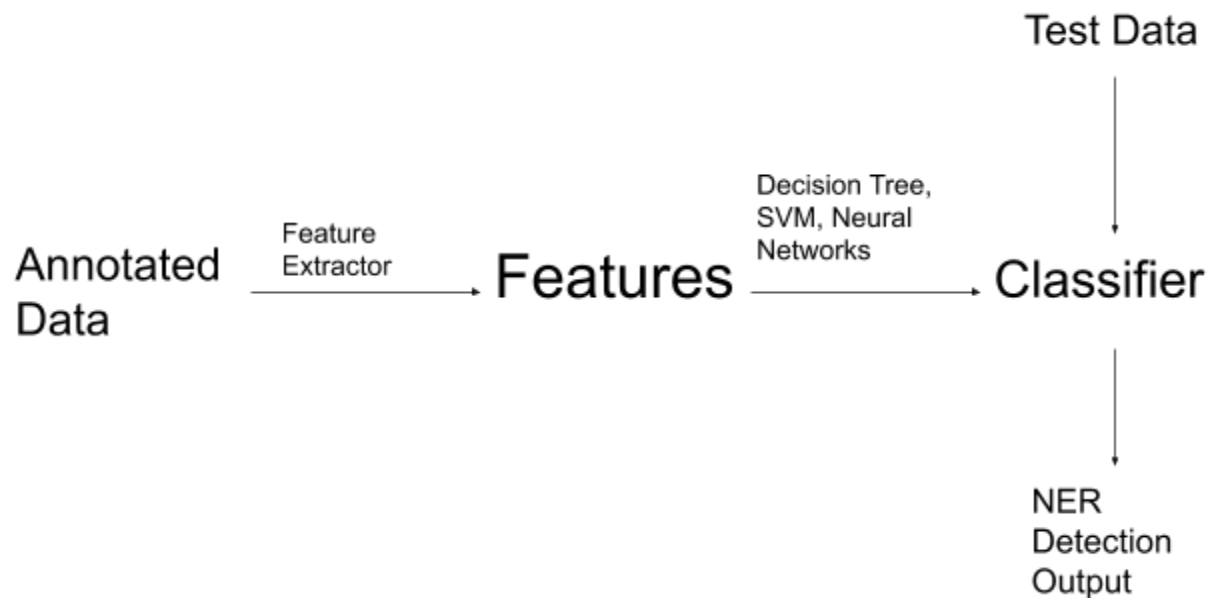 Test Data
Decision Tree,
SVM, Neural
Networks
Feature
Extractor
Annotated
Data
Features
Classifier
NER
Detection
Output